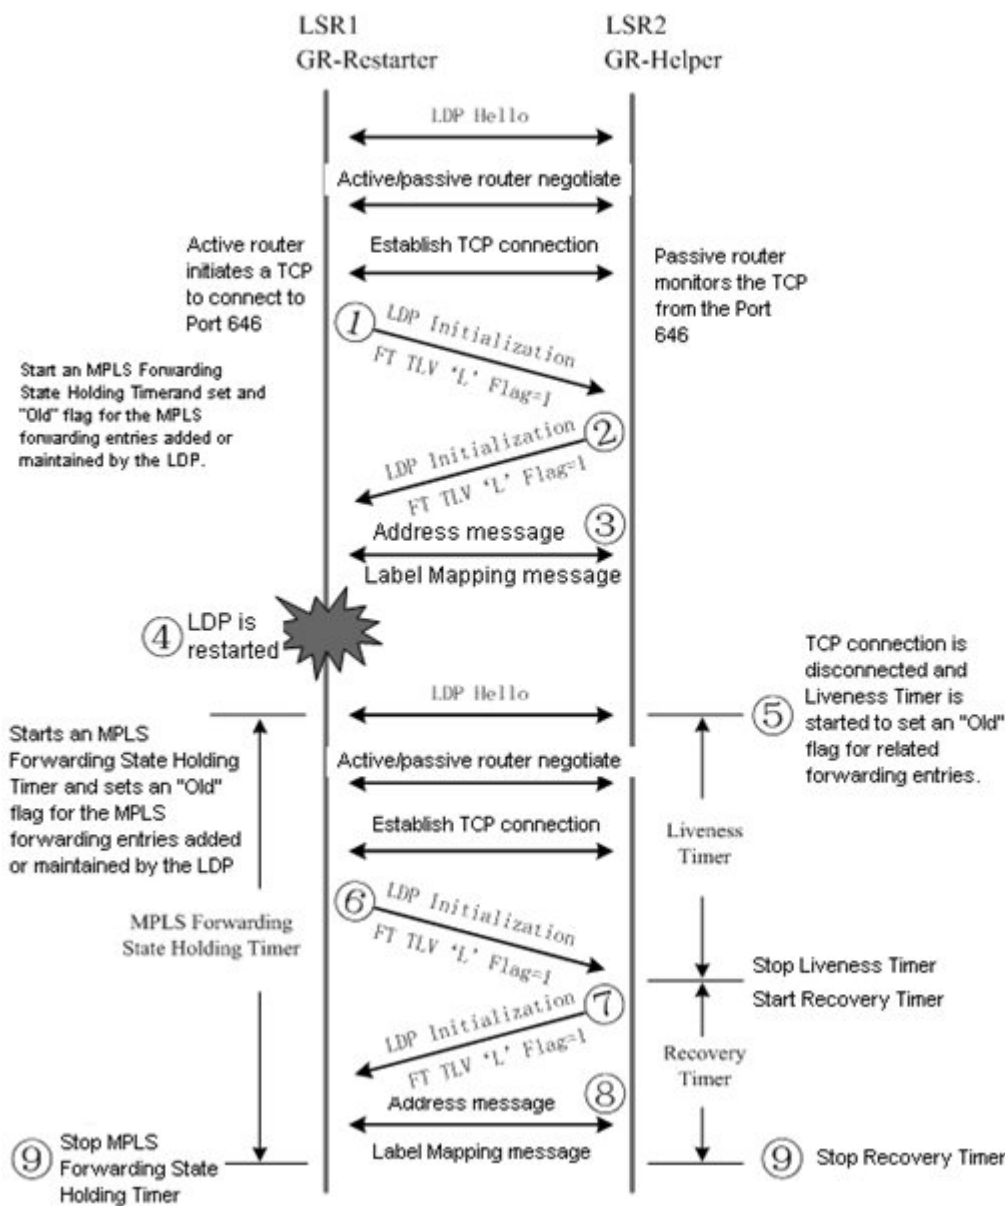 LSR1
GR-Restarter
LSR2
GR-Helper
LDP Hello
Active/passive router negotiate
Establish TCP connection
Active router
initiates a TCP
to connect to
Port 646
Passive router
monitors the TCP
from the Port
646
① LDP Initialization
FT TLV ‘L’ Flag=1
Start an MPLS Forwarding
State Holding Timerand set and
"Old" flag for the MPLS
forwarding entries added or
maintained by the LDP.
② LDP Initialization
FT TLV ‘L’ Flag=1
③
Address message
Label Mapping message
④ LDP is
restarted
LDP Hello
⑤ TCP connection is
disconnected and
Liveness Timer is
started to set an "Old"
flag for related
forwarding entries.
Starts an MPLS
Forwarding State Holding
Timer and sets an "Old"
flag for the MPLS
forwarding entries added
or maintained by the LDP
Active/passive router negotiate
Establish TCP connection
Liveness
Timer
⑥ LDP Initialization
FT TLV ‘L’ Flag=1
MPLS Forwarding
State Holding Timer
Stop Liveness Timer
Start Recovery Timer
⑦ LDP Initialization
FT TLV ‘L’ Flag=1
Recovery
Timer
⑧
Address message
Label Mapping message
⑨ Stop MPLS
Forwarding State
Holding Timer
⑨ Stop Recovery Timer